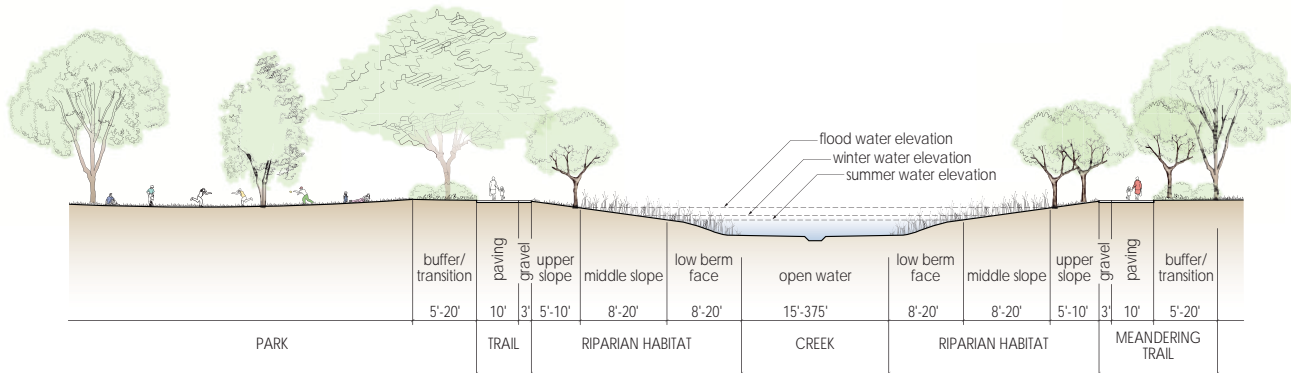 flood water elevation
winter water elevation
summer water elevation
buffer/
transition
paving
gravel
upper
slope
middle slope
low berm
face
open water
low berm
face
middle slope
upper
slope
gravel
paving
buffer/
transition
5'-20'
10'
3'
5'-10'
8'-20'
8'-20'
15'-375'
8'-20'
8'-20'
5'-10'
3'
10'
5'-20'
PARK
TRAIL
RIPARIAN HABITAT
CREEK
RIPARIAN HABITAT
MEANDERING
TRAIL